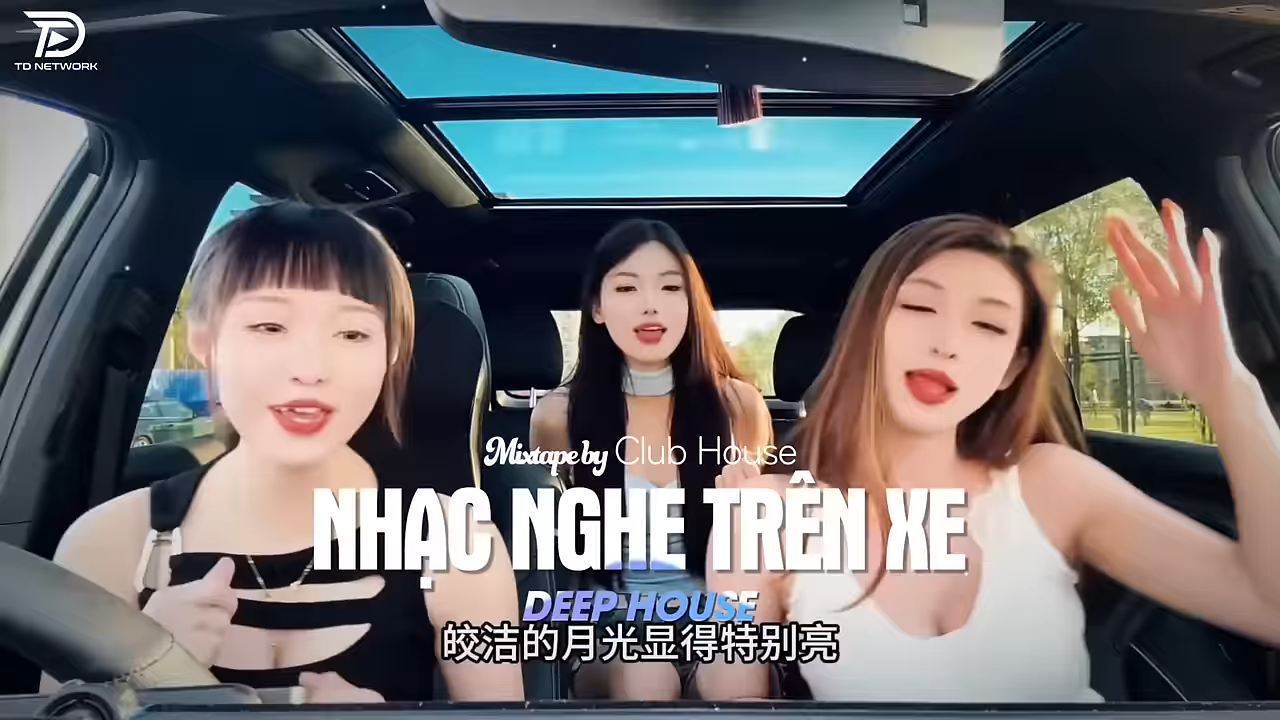 TD NETWORK
Mixtape by Club House
NHẠC NGHE TRÊN XE
DEEP HOUSE
皎洁的月光显得特别亮